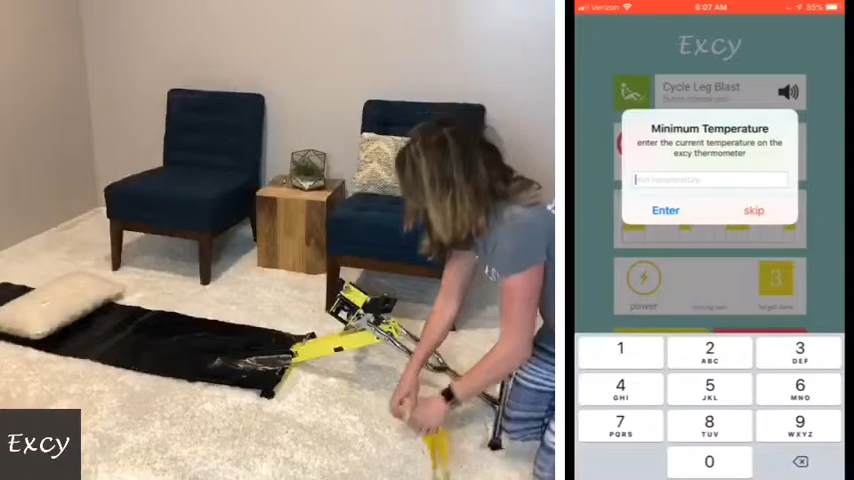 Excy
Verizon
6:07 AM
85%
Excy
Cycle Leg Blast
Minimum Temperature
enter the current temperature on the
excy thermometer
Enter
skip
power
3
1
2
ABC
3
DEF
4
GHI
5
JKL
6
MNO
7
PQRS
8
TUV
9
WXYZ
0